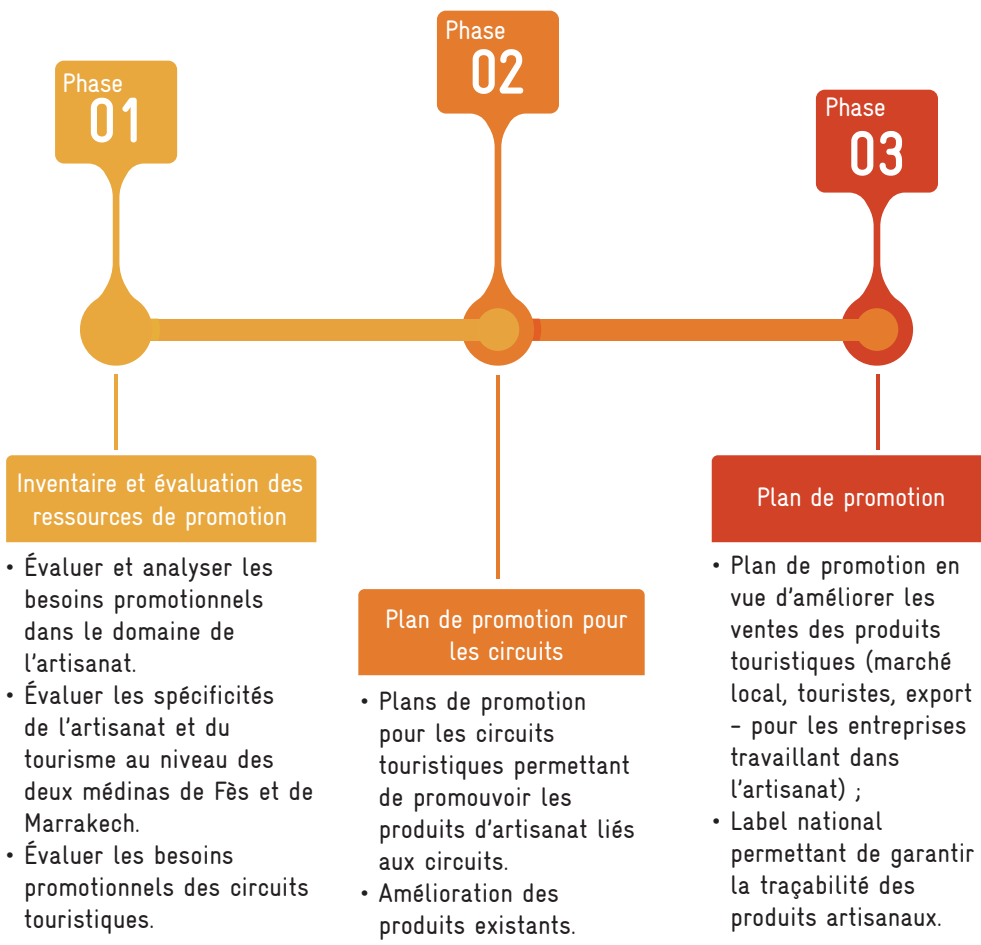 Phase
01
Phase
02
Phase
03
Inventaire et évaluation des
ressources de promotion
• Évaluer et analyser les
besoins promotionnels
dans le domaine de
l'artisanat.
• Évaluer les spécificités
de l'artisanat et du
tourisme au niveau des
deux médinas de Fès et de
Marrakech.
• Évaluer les besoins
promotionnels des circuits
touristiques.
Plan de promotion pour
les circuits
• Plans de promotion
pour les circuits
touristiques permettant
de promouvoir les
produits d'artisanat liés
aux circuits.
• Amélioration des
produits existants.
Plan de promotion
• Plan de promotion en
vue d'améliorer les
ventes des produits
touristiques (marché
local, touristes, export
- pour les entreprises
travaillant dans
l'artisanat) ;
• Label national
permettant de garantir
la traçabilité des
produits artisanaux.